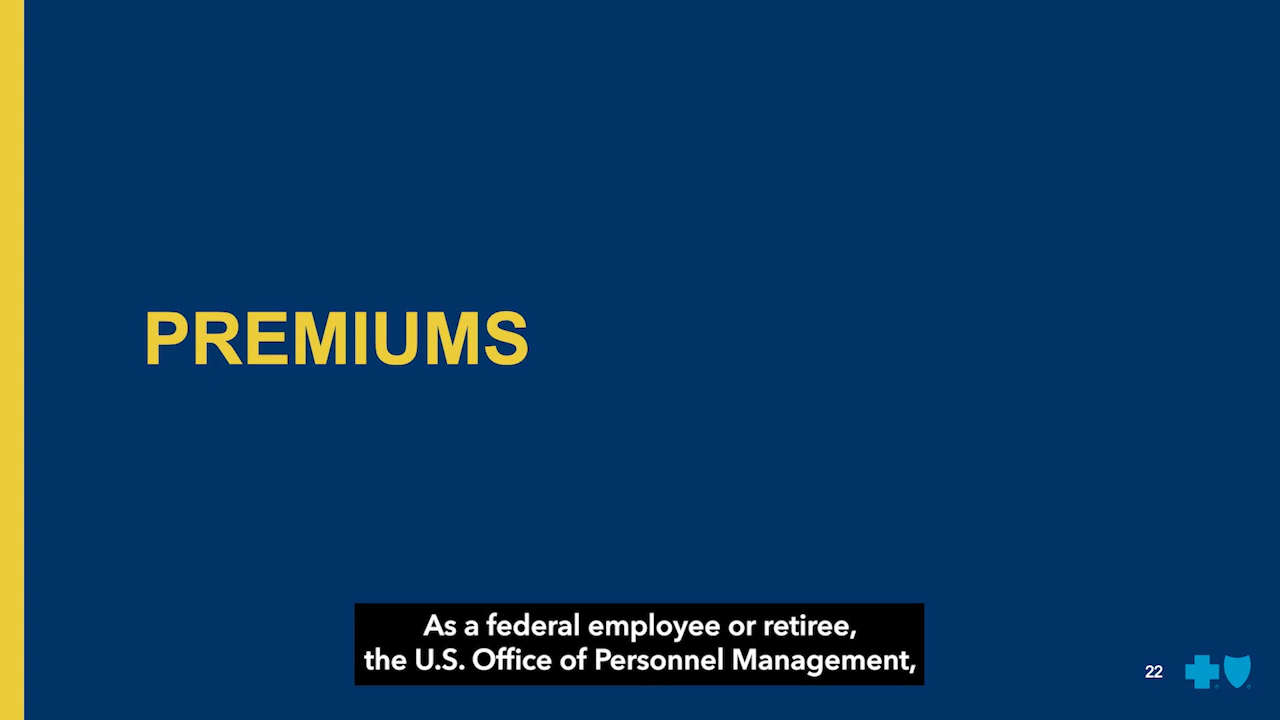 PREMIUMS
As a federal employee or retiree,
the U.S. Office of Personnel Management,
22